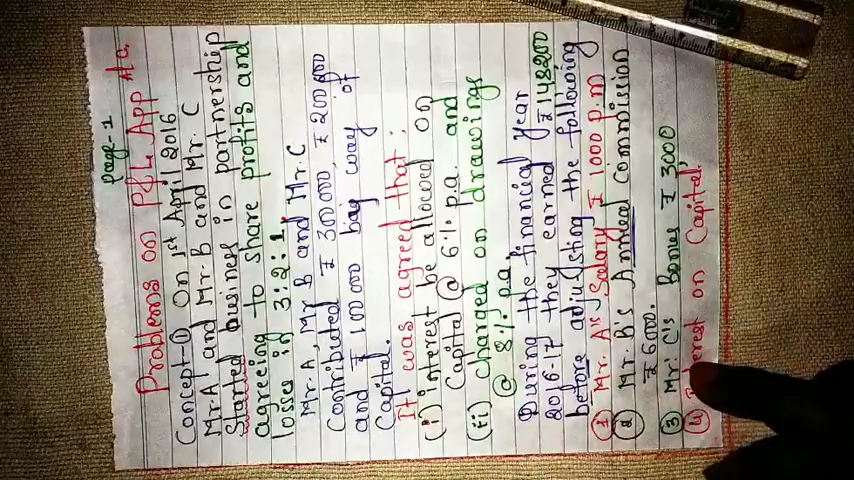 page-1
Problems on P&L App A/c
Concept-① On 1st April 2016
Mr. A and Mr. B and Mr. C
Started business in partnership
agreeing to share profits and
losses in 3:2:1.
Mr. A, Mr B and Mr. C
Contributed ₹ 300000, ₹ 200000
and ₹ 100000 by way of
Capital.
It was agreed that:
(i) interest be allowed on
Capital @ 6% p.a. and
(ii) charged on drawings
@ 8% p.a.
During the financial year
2016-17 they earned ₹ 148200
before adjusting the following
① Mr. A's Salary ₹ 1000 p.m
② Mr. B's Annual Commission
₹ 6000.
③ Mr. C's Bonus ₹ 3000
④ Interest on Capital.